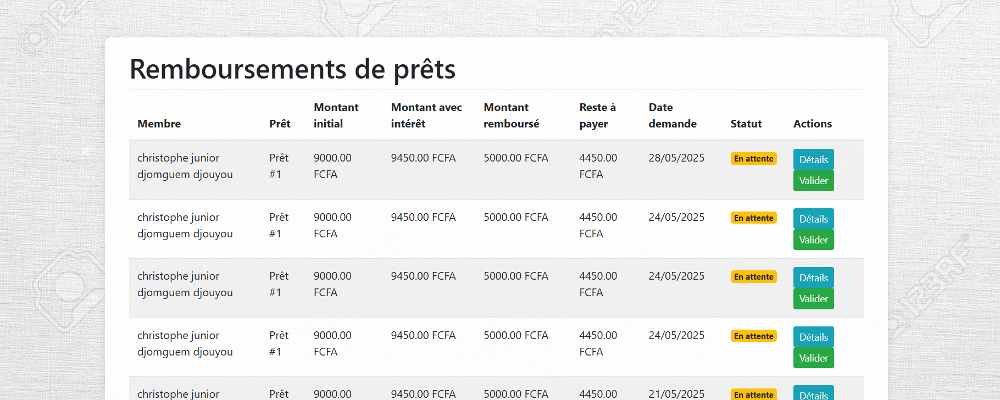 Remboursements de prêts
Membre Prêt Montant initial Montant avec intérêt Montant remboursé Reste à payer Date demande Statut Actions
christophe junior djomguem djouyou Prêt #1 9000.00 FCFA 9450.00 FCFA 5000.00 FCFA 4450.00 FCFA 28/05/2025 En attente Détails Valider
christophe junior djomguem djouyou Prêt #1 9000.00 FCFA 9450.00 FCFA 5000.00 FCFA 4450.00 FCFA 24/05/2025 En attente Détails Valider
christophe junior djomguem djouyou Prêt #1 9000.00 FCFA 9450.00 FCFA 5000.00 FCFA 4450.00 FCFA 24/05/2025 En attente Détails Valider
christophe junior djomguem djouyou Prêt #1 9000.00 FCFA 9450.00 FCFA 5000.00 FCFA 4450.00 FCFA 24/05/2025 En attente Détails Valider
christophe junior Prêt 9000.00 9450.00 FCFA 5000.00 FCFA 4450.00 21/05/2025 En attente Détails
123RF